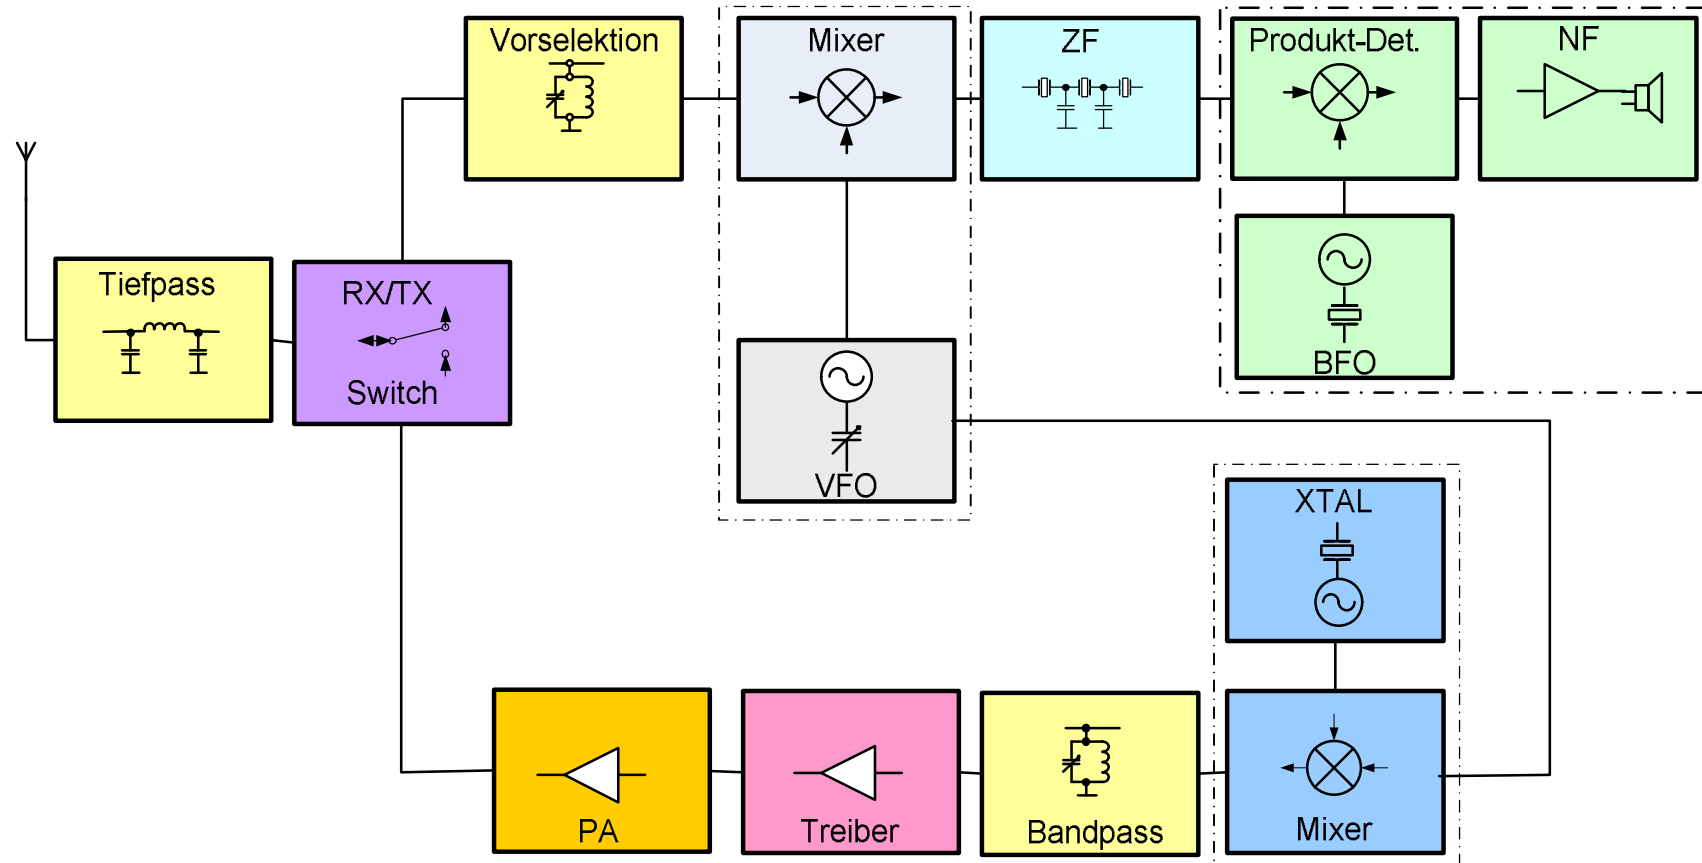 Vorselektion
Mixer
ZF
Produkt-Det.
NF
Tiefpass
RX/TX
Switch
BFO
VFO
XTAL
PA
Treiber
Bandpass
Mixer